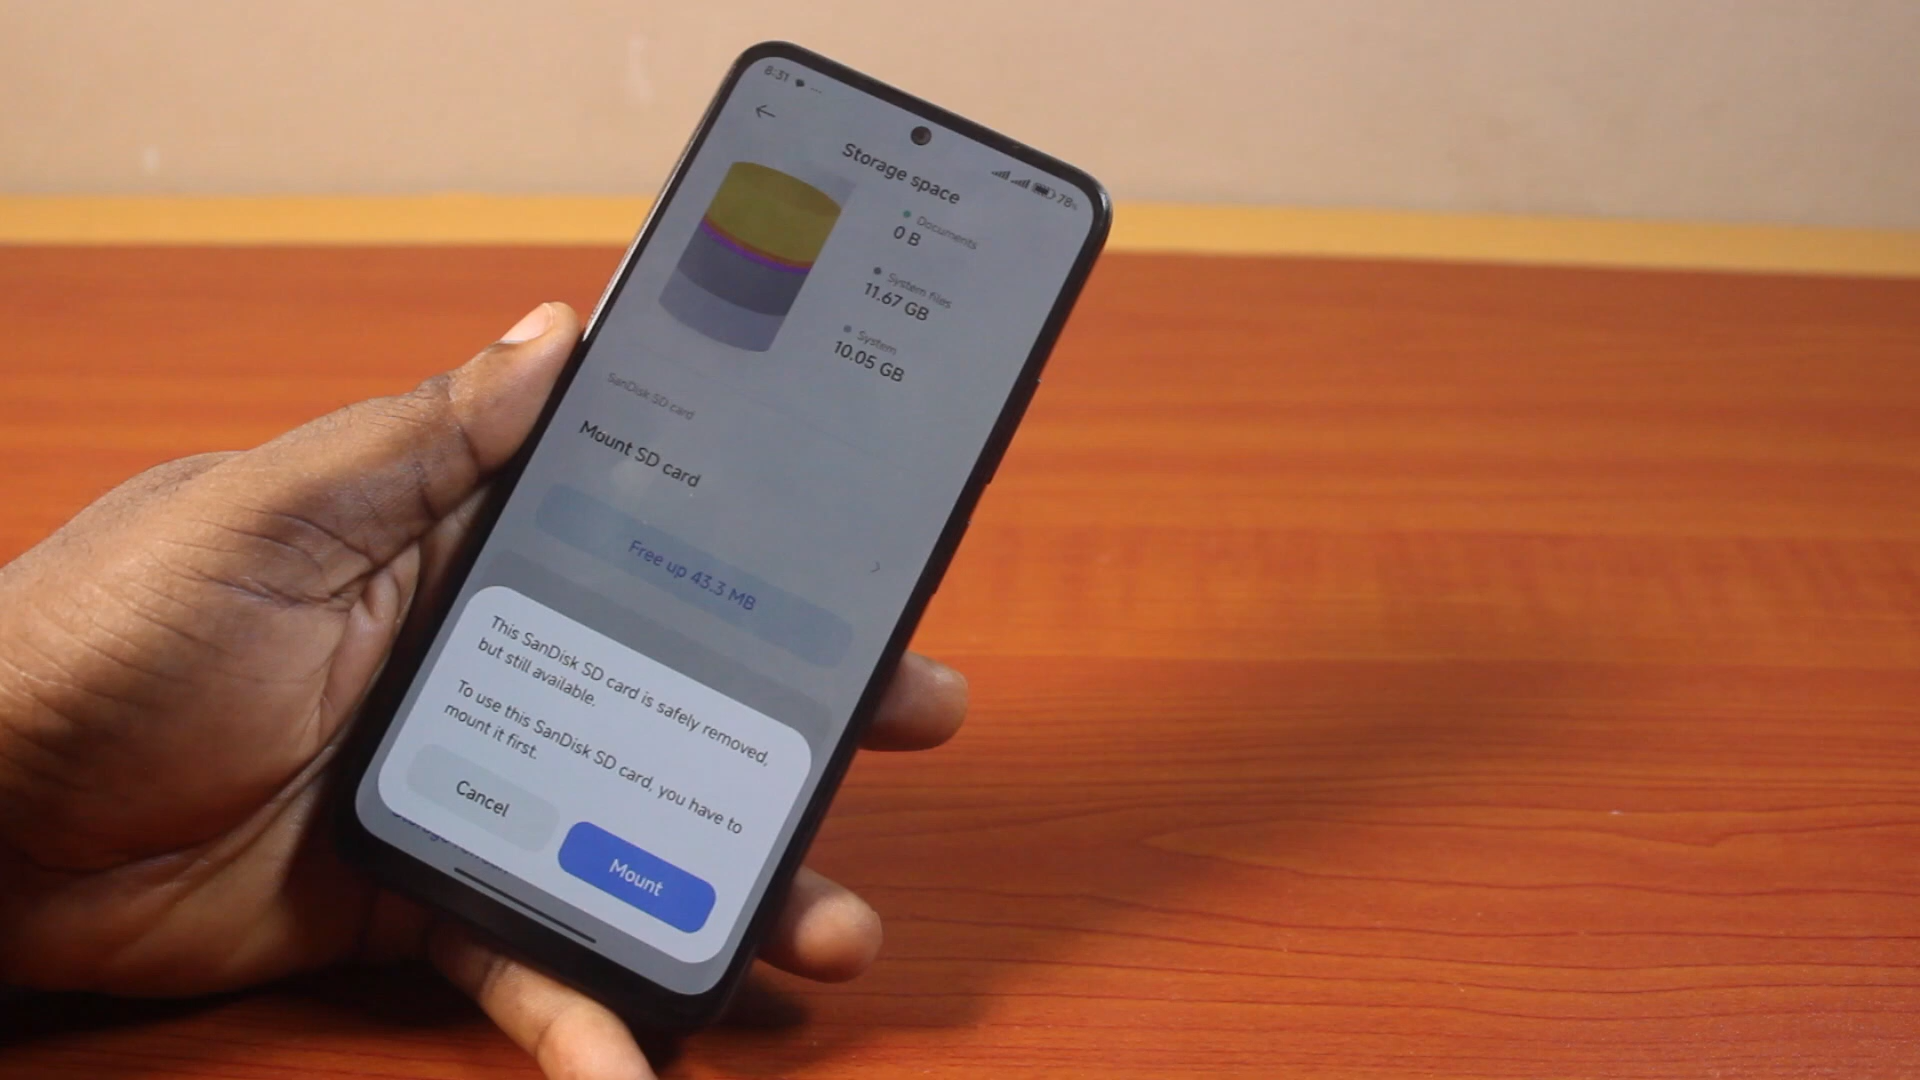 8:31
78%
Storage space
Documents
0 B
System files
11.67 GB
System
10.05 GB
SanDisk SD card
Mount SD card
Free up 43.3 MB
This SanDisk SD card is safely removed,
but still available.
To use this SanDisk SD card, you have to
mount it first.
Cancel
Mount